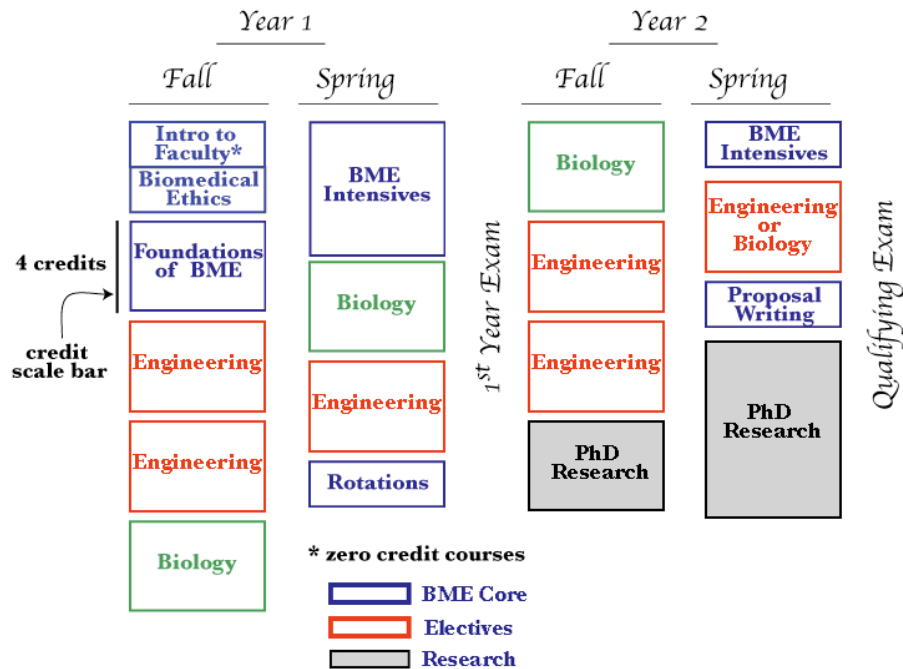 Year 1
Year 2
Fall
Spring
Fall
Spring
Intro to
Faculty*
Biomedical
Ethics
Foundations
of BME
Engineering
Engineering
Biology
4 credits
credit
scale bar
BME
Intensives
Biology
Engineering
Rotations
1st Year Exam
Biology
Engineering
Engineering
PhD
Research
BME
Intensives
Engineering
or
Biology
Proposal
Writing
PhD
Research
Qualifying Exam
* zero credit courses
BME Core
Electives
Research